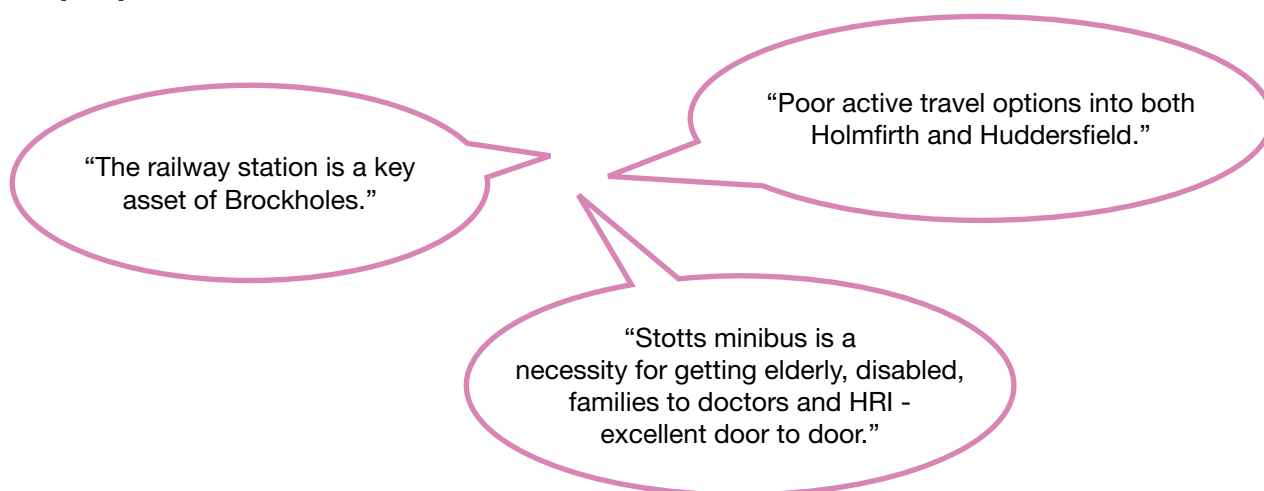 “The railway station is a key
asset of Brockholes.”
“Poor active travel options into both
Holmfirth and Huddersfield.”
“Stotts minibus is a
necessity for getting elderly, disabled,
families to doctors and HRI -
excellent door to door.”